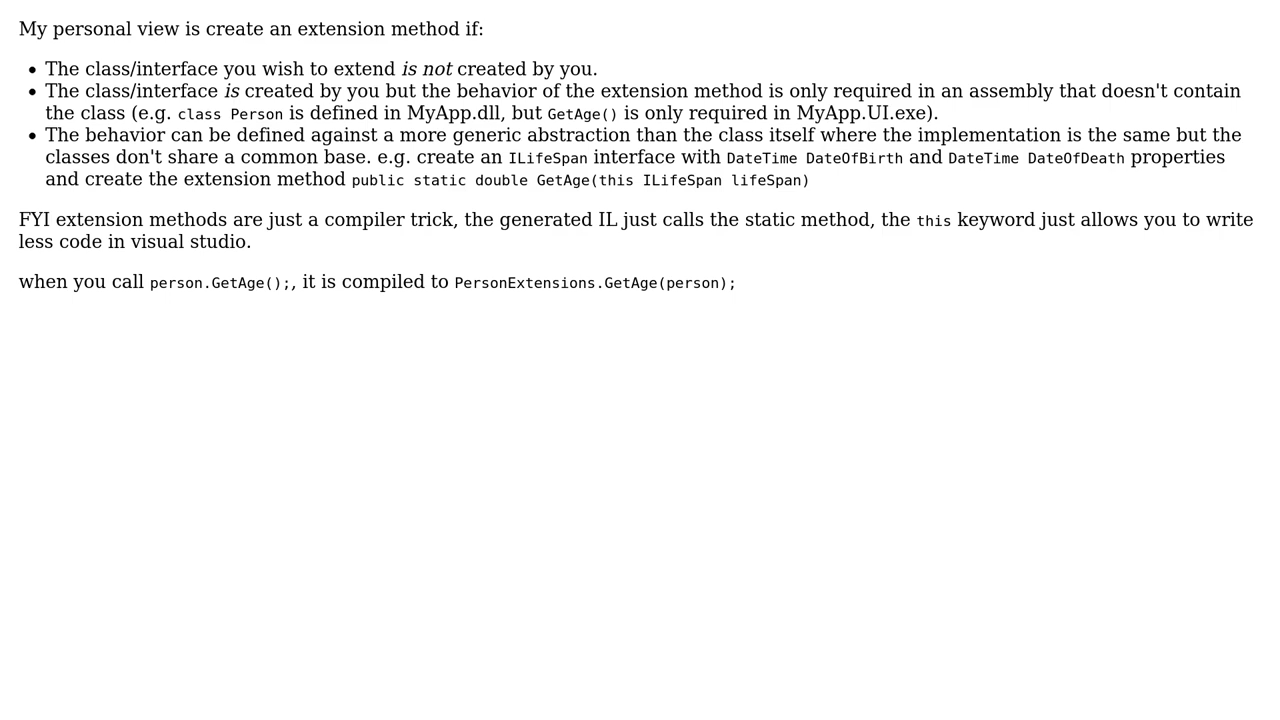 My personal view is create an extension method if:
• The class/interface you wish to extend is not created by you.
• The class/interface is created by you but the behavior of the extension method is only required in an assembly that doesn't contain
the class (e.g. class Person is defined in MyApp.dll, but GetAge() is only required in MyApp.UI.exe).
• The behavior can be defined against a more generic abstraction than the class itself where the implementation is the same but the
classes don't share a common base. e.g. create an ILifeSpan interface with DateTime DateOfBirth and DateTime DateOfDeath properties
and create the extension method public static double GetAge(this ILifeSpan lifeSpan)
FYI extension methods are just a compiler trick, the generated IL just calls the static method, the this keyword just allows you to write
less code in visual studio.
when you call person.GetAge();, it is compiled to PersonExtensions.GetAge(person);